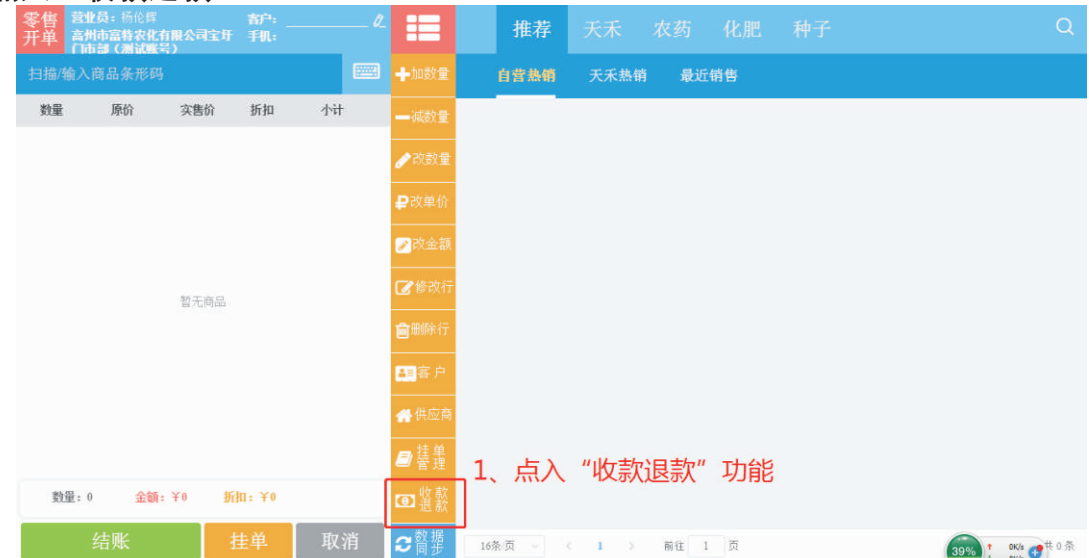 零售开单
营业员：杨伦辉
高州市富特农化有限公司宝圩门市部（测试账号）
客户：
手机：
扫描/输入商品条形码
数量 原价 实售价 折扣 小计
暂无商品
数量：0 金额：￥0 折扣：￥0
结账 挂单 取消
加数量
减数量
改数量
改单价
改金额
修改行
删除行
客户
供应商
挂单管理
收款退款
数据同步
推荐 天禾 农药 化肥 种子
自营热销 天禾热销 最近销售
1、点入“收款退款”功能
16条/页 1 前往 1 页
39% 0K/s
共 0 条